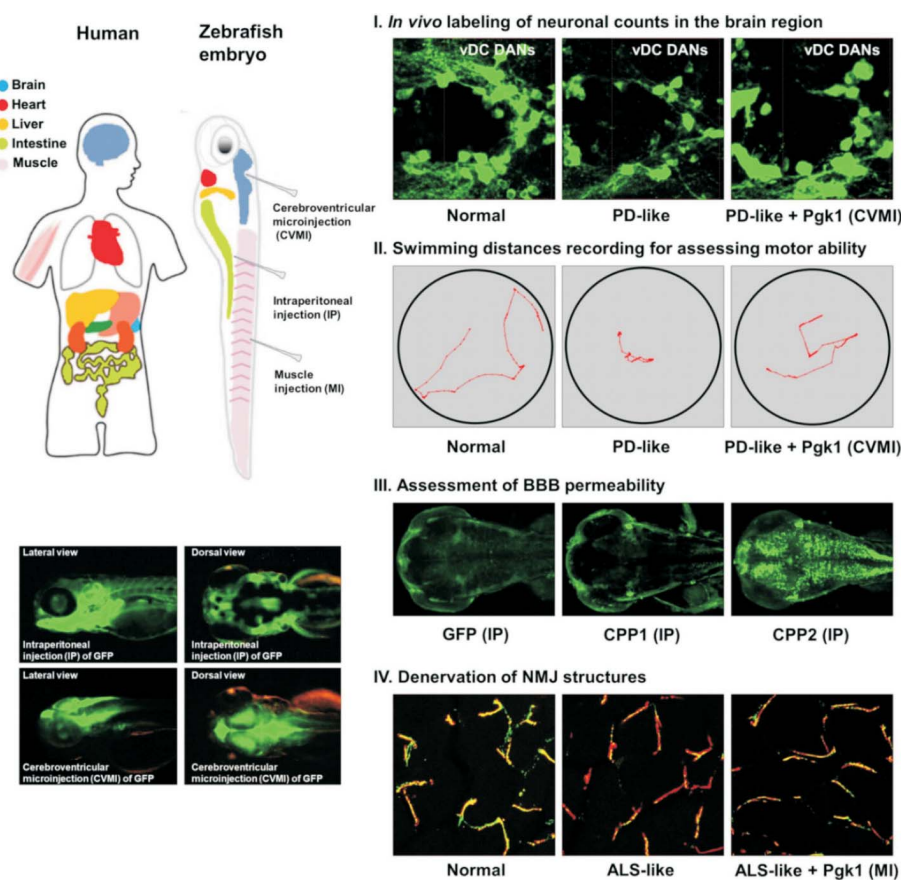 Human
Zebrafish
embryo
Brain
Heart
Liver
Intestine
Muscle
Cerebroventricular
microinjection
(CVMI)
Intraperitoneal
injection (IP)
Muscle
injection (MI)
Lateral view
Intraperitoneal
injection (IP) of GFP
Dorsal view
Intraperitoneal
injection (IP) of GFP
Lateral view
Cerebroventricular
microinjection (CVMI) of GFP
Dorsal view
Cerebroventricular
microinjection (CVMI) of GFP
I. In vivo labeling of neuronal counts in the brain region
vDC DANs
vDC DANs
vDC DANs
Normal
PD-like
PD-like + Pgk1 (CVMI)
II. Swimming distances recording for assessing motor ability
Normal
PD-like
PD-like + Pgk1 (CVMI)
III. Assessment of BBB permeability
GFP (IP)
CPP1 (IP)
CPP2 (IP)
IV. Denervation of NMJ structures
Normal
ALS-like
ALS-like + Pgk1 (MI)